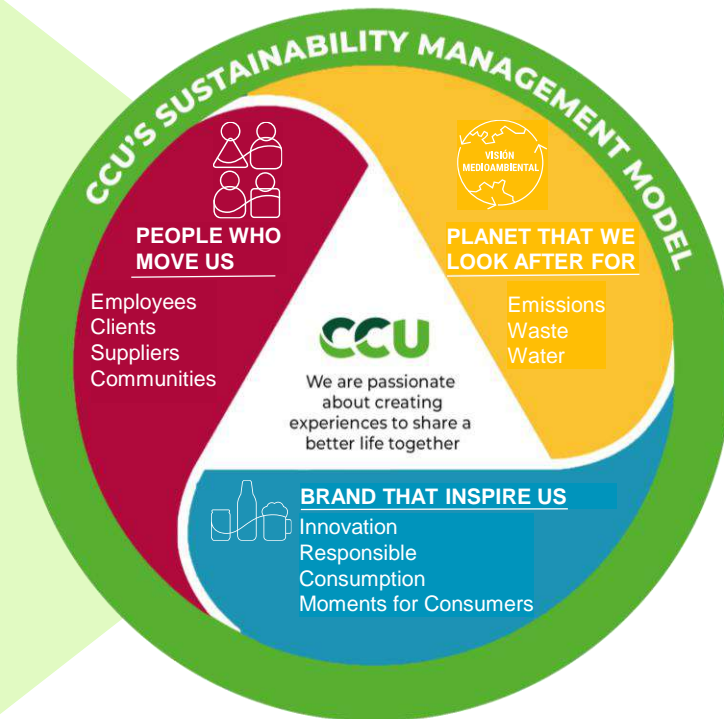 CCU'S SUSTAINABILITY MANAGEMENT MODEL
PEOPLE WHO
MOVE US
Employees
Clients
Suppliers
Communities
VISIÓN
MEDIOAMBIENTAL
PLANET THAT WE
LOOK AFTER FOR
Emissions
Waste
Water
CCU
We are passionate
about creating
experiences to share a
better life together
BRAND THAT INSPIRE US
Innovation
Responsible
Consumption
Moments for Consumers